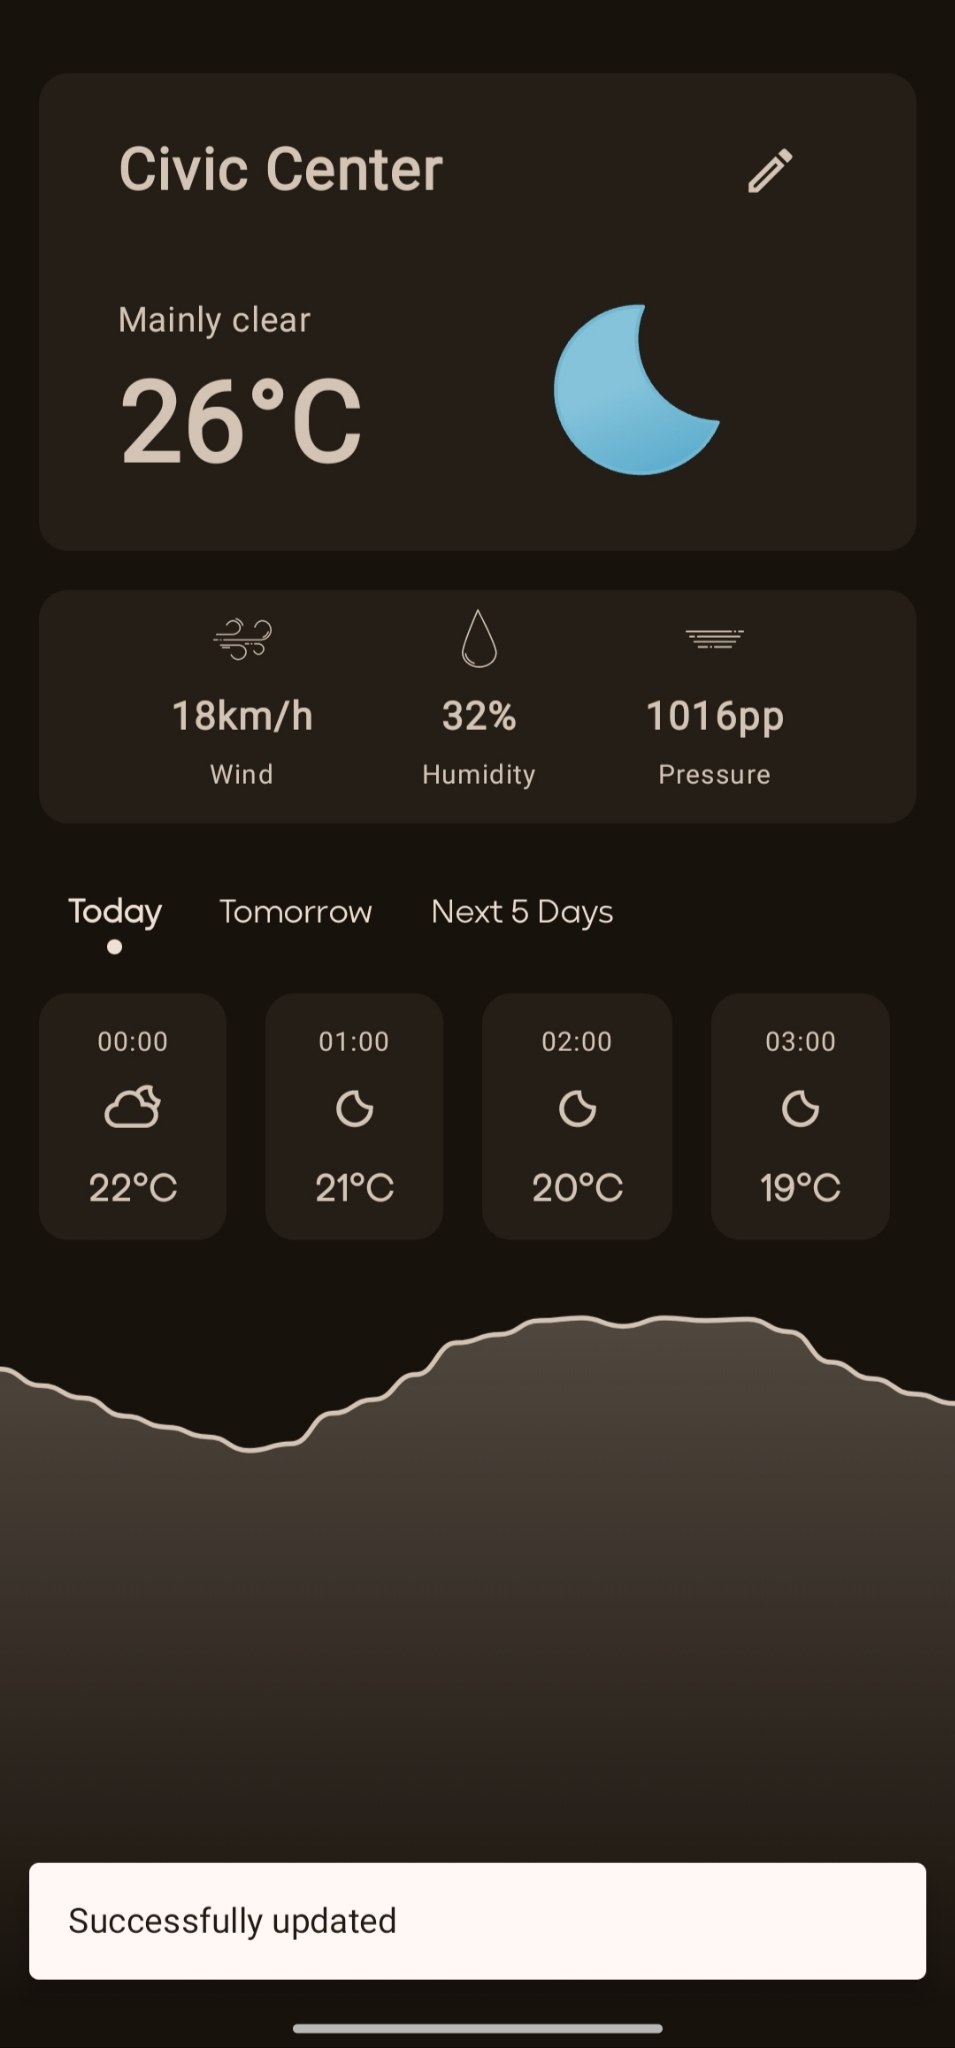 Civic Center
Mainly clear
26°C
18km/h 32% 1016pp
Wind Humidity Pressure
Today Tomorrow Next 5 Days
00:00 01:00 02:00 03:00
22°C 21°C 20°C 19°C
Successfully updated